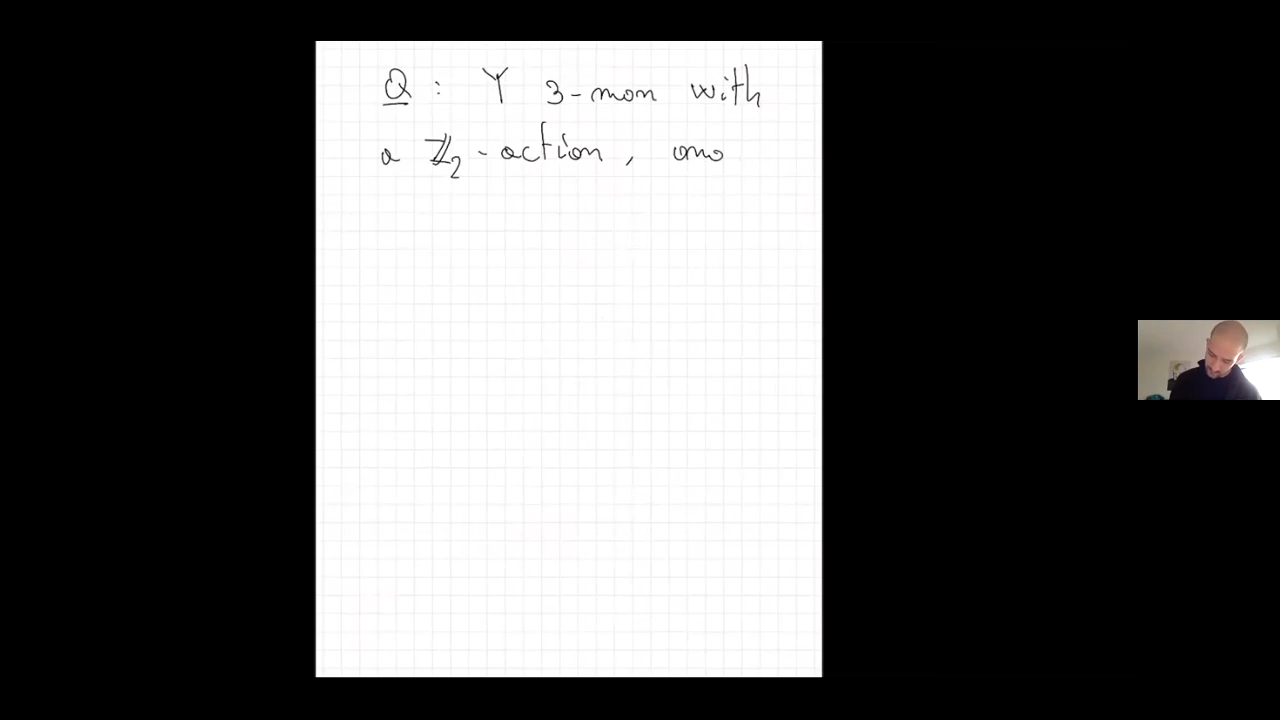 Q : Y 3-man with
a ℤ₂-action, ano